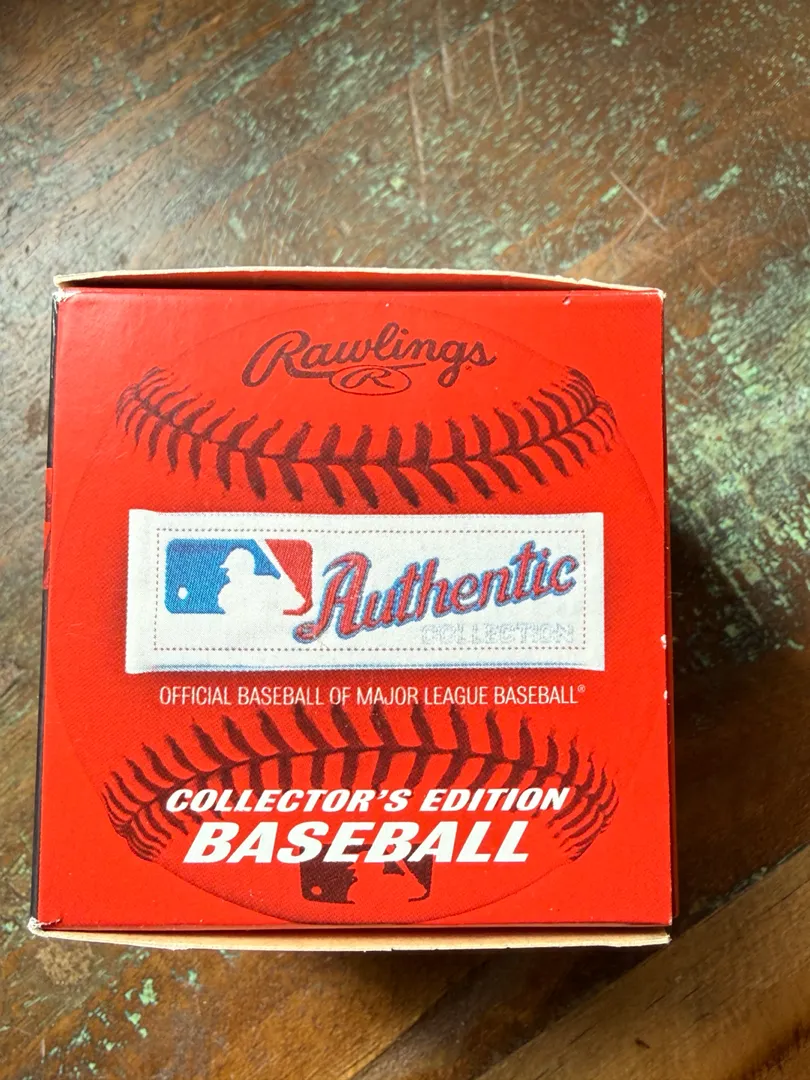 Rawlings
R
Authentic
COLLECTION
OFFICIAL BASEBALL OF MAJOR LEAGUE BASEBALL®
COLLECTOR'S EDITION
BASEBALL